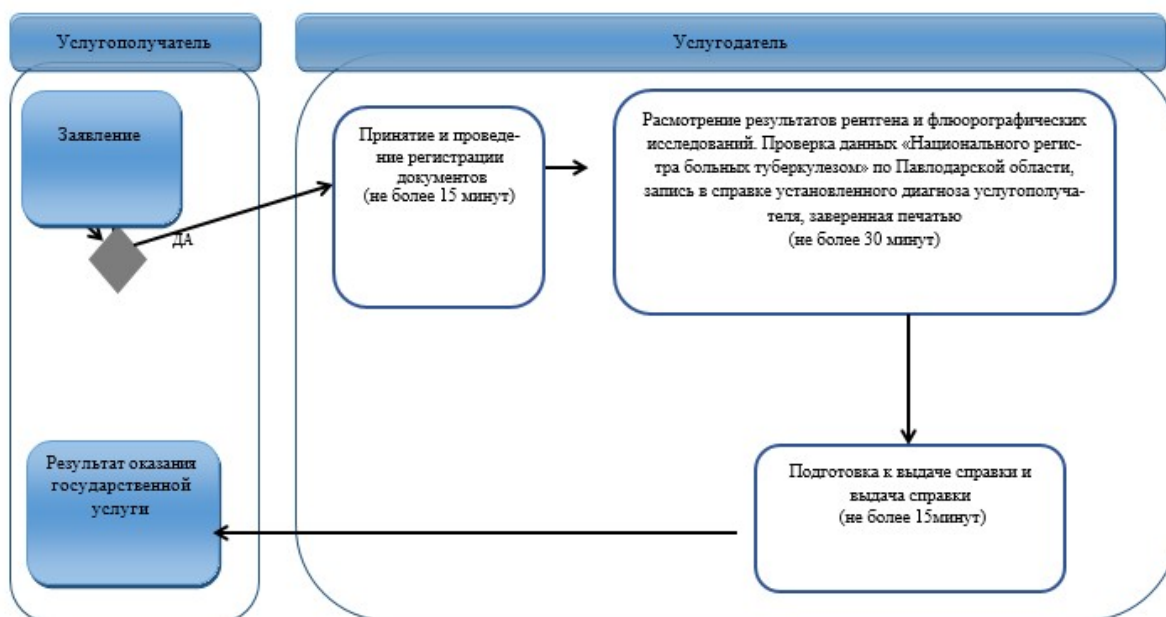 Услугополучатель
Услугодатель
Заявление
ДА
Принятие и проведе-
ние регистрации
документов
(не более 15 минут)
Расмотрение результатов рентгена и флюорографических
исследований. Проверка данных «Национального регис-
тра больных туберкулезом» по Павлодарской области,
запись в справке установленного диагноза услугополуча-
теля, заверенная печатью
(не более 30 минут)
Подготовка к выдаче справки и
выдача справки
(не более 15минут)
Результат оказания
государственной
услуги